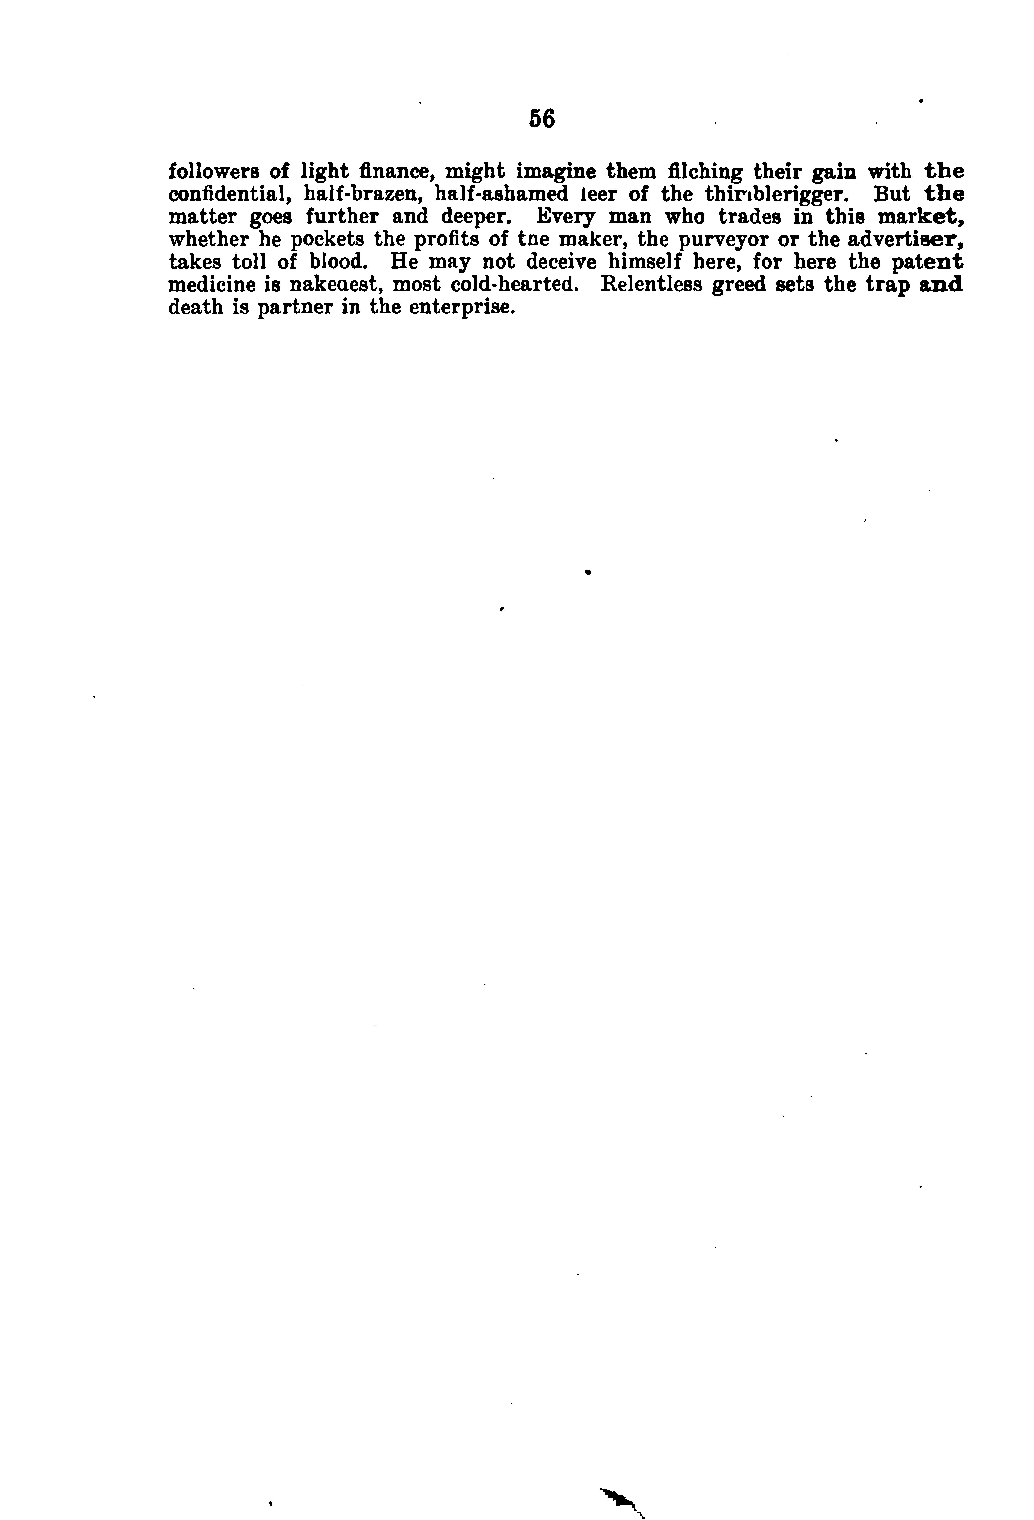 56
followers of light finance, might imagine them filching their gain with the
confidential, half-brazen, half-ashamed leer of the thimblerigger. But the
matter goes further and deeper. Every man who trades in this market,
whether he pockets the profits of the maker, the purveyor or the advertiser,
takes toll of blood. He may not deceive himself here, for here the patent
medicine is nakedest, most cold-hearted. Relentless greed sets the trap and
death is partner in the enterprise.